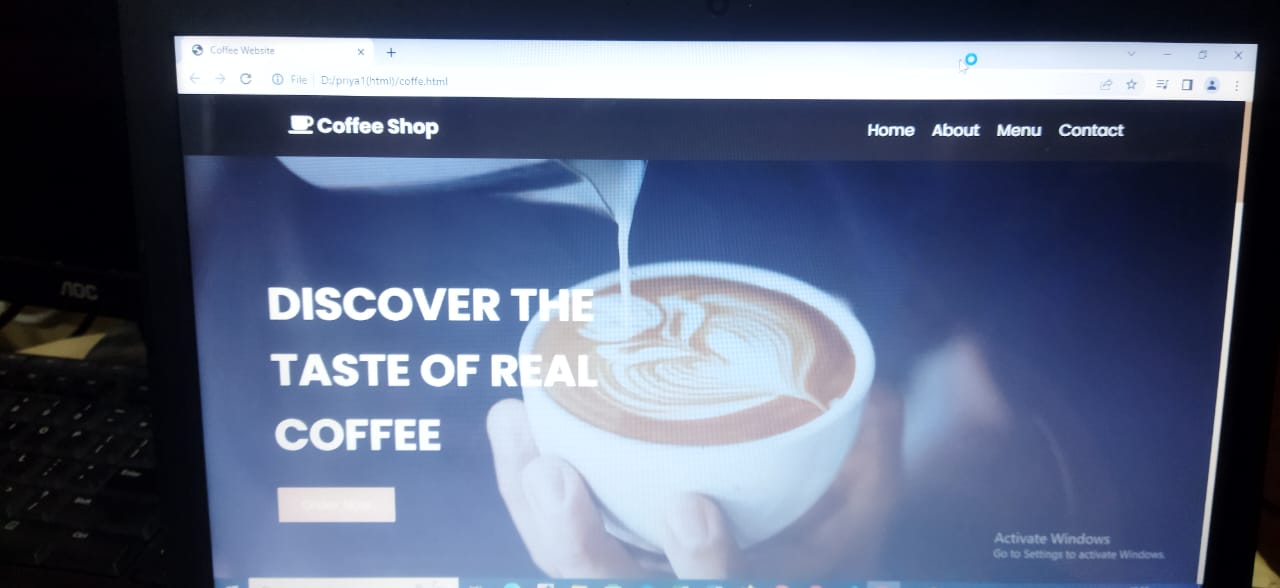 Coffee Website
File D:/priya1(html)/coffe.html
Coffee Shop
Home About Menu Contact
DISCOVER THE
TASTE OF REAL
COFFEE
Order Now
Activate Windows
Go to Settings to activate Windows.
AOC
Ctrl